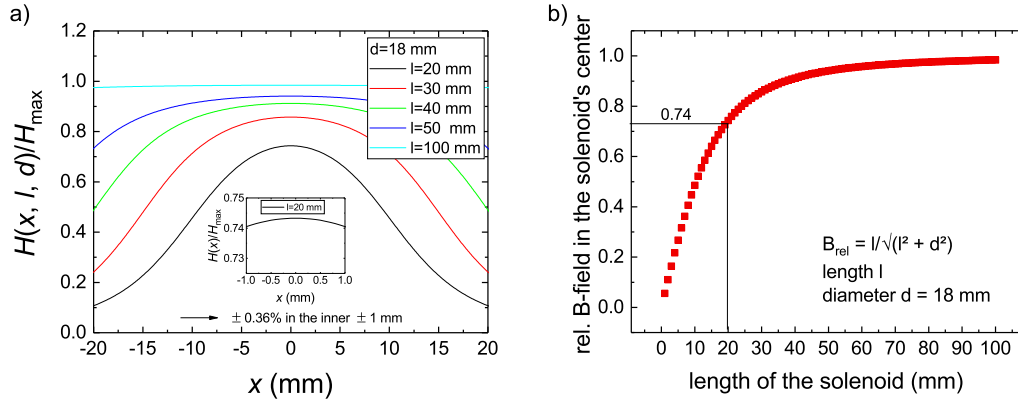 a)
H(x, l, d)/H_max
1.2
1.0
0.8
0.6
0.4
0.2
0.0
-20 -15 -10 -5 0 5 10 15 20
x (mm)
d=18 mm
l=20 mm
l=30 mm
l=40 mm
l=50 mm
l=100 mm
H(x)/H_max
0.75
0.74
0.73
l=20 mm
-1.0 -0.5 0.0 0.5 1.0
x (mm)
± 0.36% in the inner ± 1 mm
b)
rel. B-field in the solenoid's center
1.0
0.8
0.6
0.4
0.2
0.0
0.74
B_rel = l/√(l² + d²)
length l
diameter d = 18 mm
0 10 20 30 40 50 60 70 80 90 100
length of the solenoid (mm)